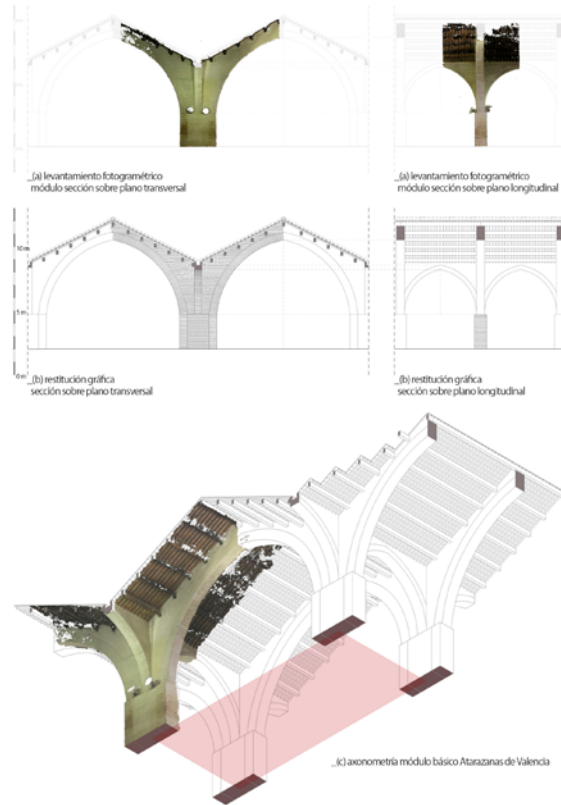 _(a) levantamiento fotogramétrico
módulo sección sobre plano transversal
_(a) levantamiento fotogramétrico
módulo sección sobre plano longitudinal
10 m
5 m
0 m
_(b) restitución gráfica
sección sobre plano transversal
_(b) restitución gráfica
sección sobre plano longitudinal
_(c) axonometría módulo básico Atarazanas de Valencia